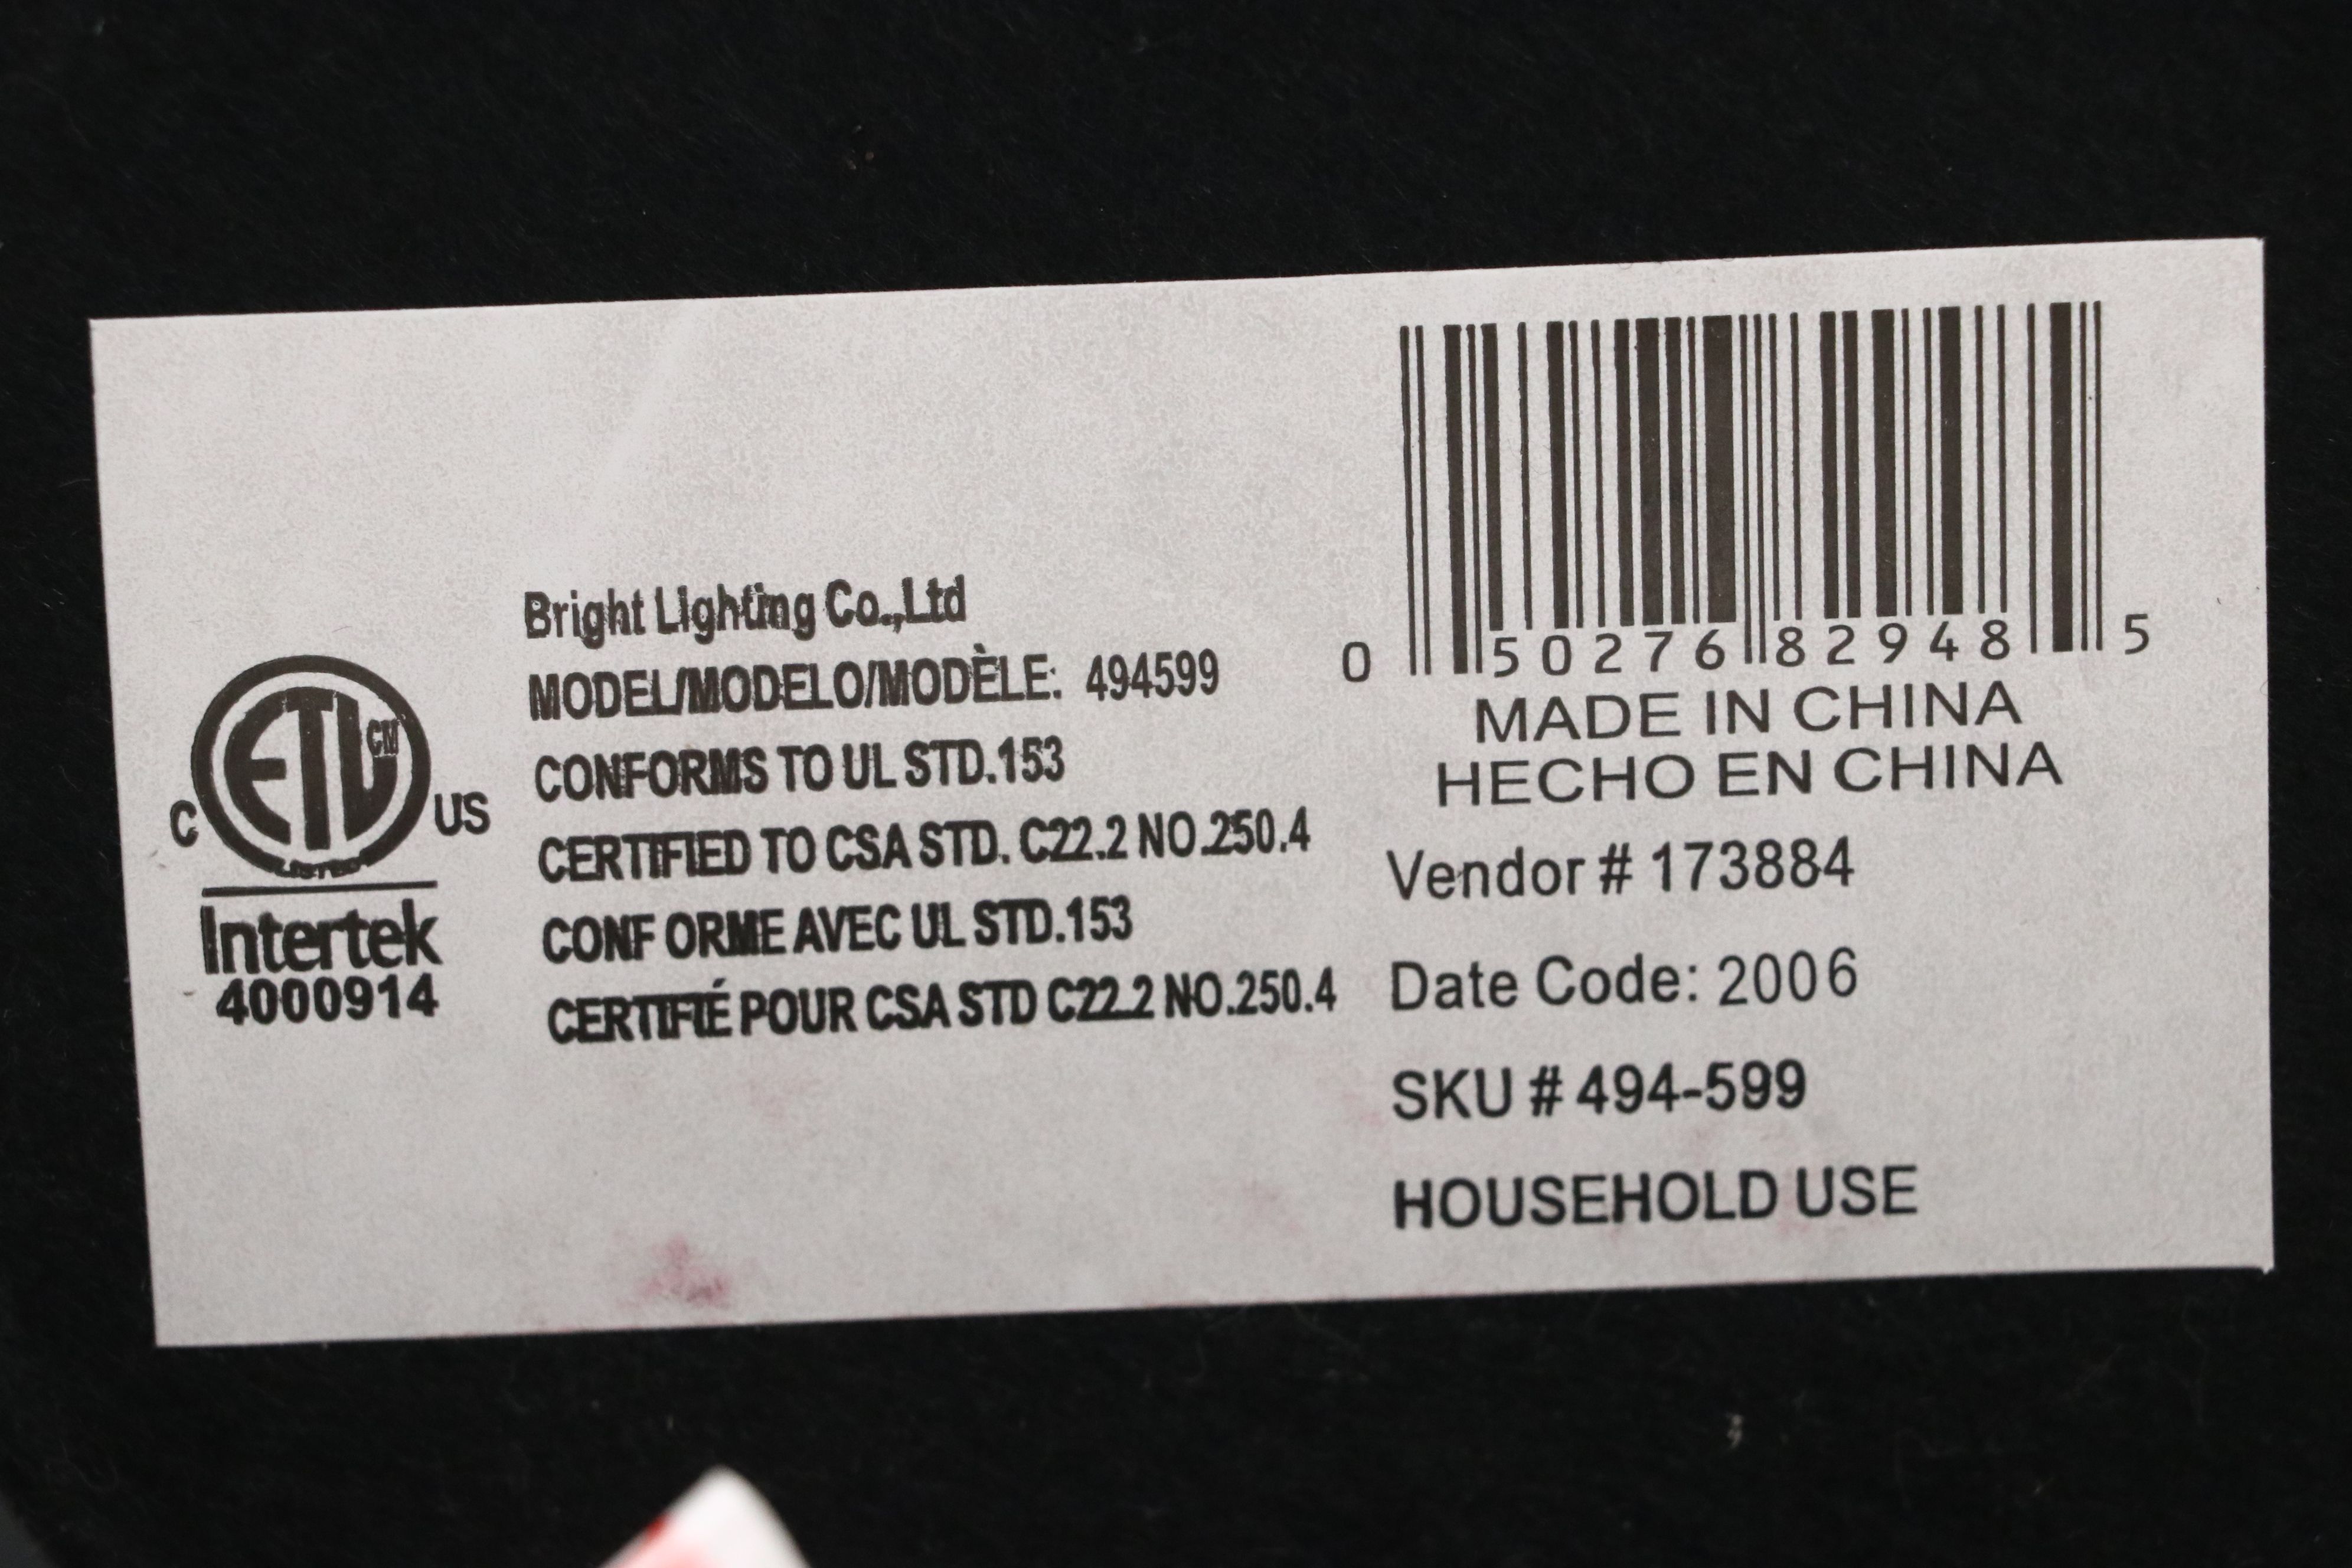 C ETL CM US
LISTED
Intertek
4000914
Bright Lighting Co.,Ltd
MODEL/MODELO/MODÈLE: 494599
CONFORMS TO UL STD.153
CERTIFIED TO CSA STD. C22.2 NO.250.4
CONF ORME AVEC UL STD.153
CERTIFIÉ POUR CSA STD C22.2 NO.250.4
0 50276 82948 5
MADE IN CHINA
HECHO EN CHINA
Vendor # 173884
Date Code: 2006
SKU # 494-599
HOUSEHOLD USE